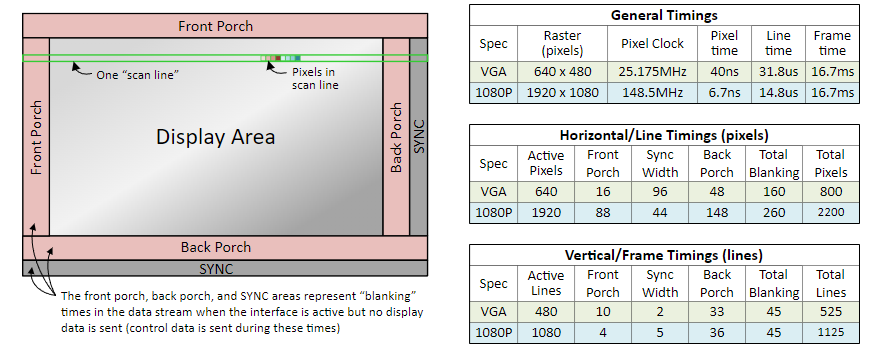 Front Porch
One "scan line"
Pixels in
scan line
Front Porch
Display Area
Back Porch
SYNC
Back Porch
SYNC
The front porch, back porch, and SYNC areas represent "blanking"
times in the data stream when the interface is active but no display
data is sent (control data is sent during these times)
General Timings
Spec Raster (pixels) Pixel Clock Pixel time Line time Frame time
VGA 640 x 480 25.175MHz 40ns 31.8us 16.7ms
1080P 1920 x 1080 148.5MHz 6.7ns 14.8us 16.7ms
Horizontal/Line Timings (pixels)
Spec Active Pixels Front Porch Sync Width Back Porch Total Blanking Total Pixels
VGA 640 16 96 48 160 800
1080P 1920 88 44 148 260 2200
Vertical/Frame Timings (lines)
Spec Active Lines Front Porch Sync Width Back Porch Total Blanking Total Lines
VGA 480 10 2 33 45 525
1080P 1080 4 5 36 45 1125